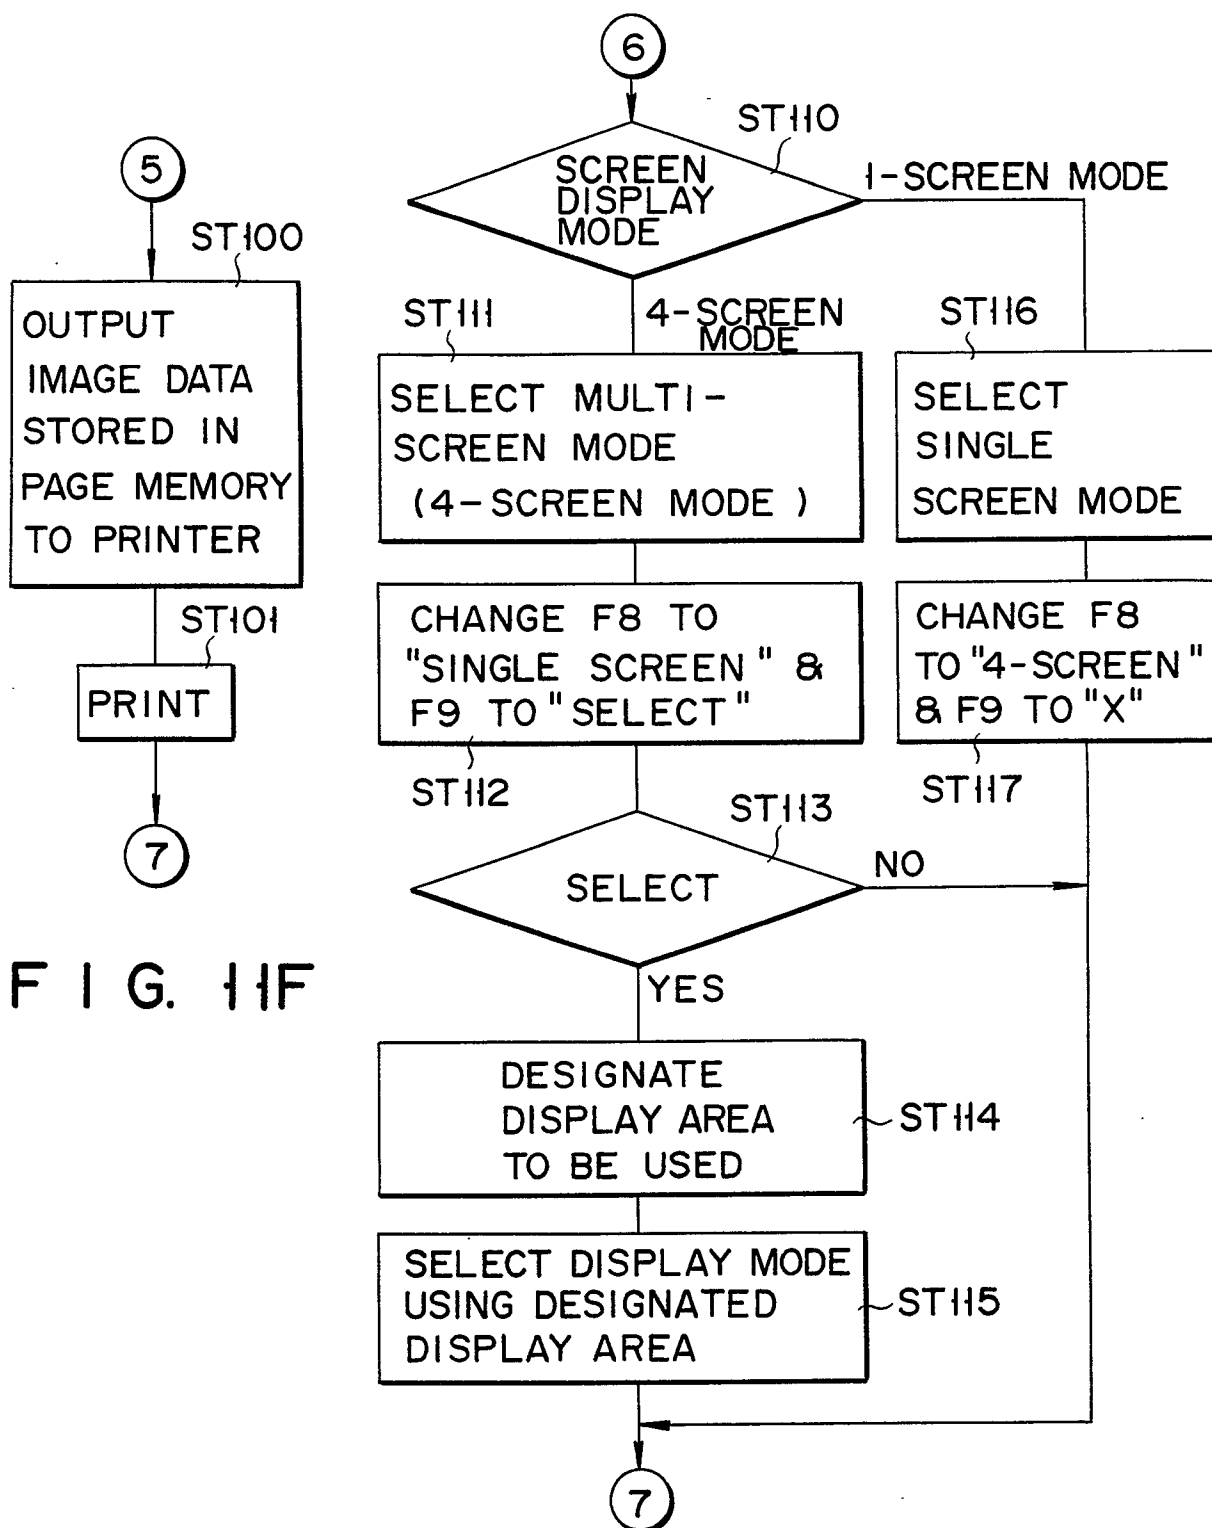 5
ST100
OUTPUT
IMAGE DATA
STORED IN
PAGE MEMORY
TO PRINTER
ST101
PRINT
7
FIG. 11F
6
ST110
SCREEN
DISPLAY
MODE
1-SCREEN MODE
4-SCREEN
MODE
ST111
SELECT MULTI-
SCREEN MODE
(4-SCREEN MODE)
ST116
SELECT
SINGLE
SCREEN MODE
CHANGE F8 TO
"SINGLE SCREEN" &
F9 TO "SELECT"
ST112
CHANGE F8
TO "4-SCREEN"
& F9 TO "X"
ST117
ST113
SELECT
NO
YES
DESIGNATE
DISPLAY AREA
TO BE USED
ST114
SELECT DISPLAY MODE
USING DESIGNATED
DISPLAY AREA
ST115
7